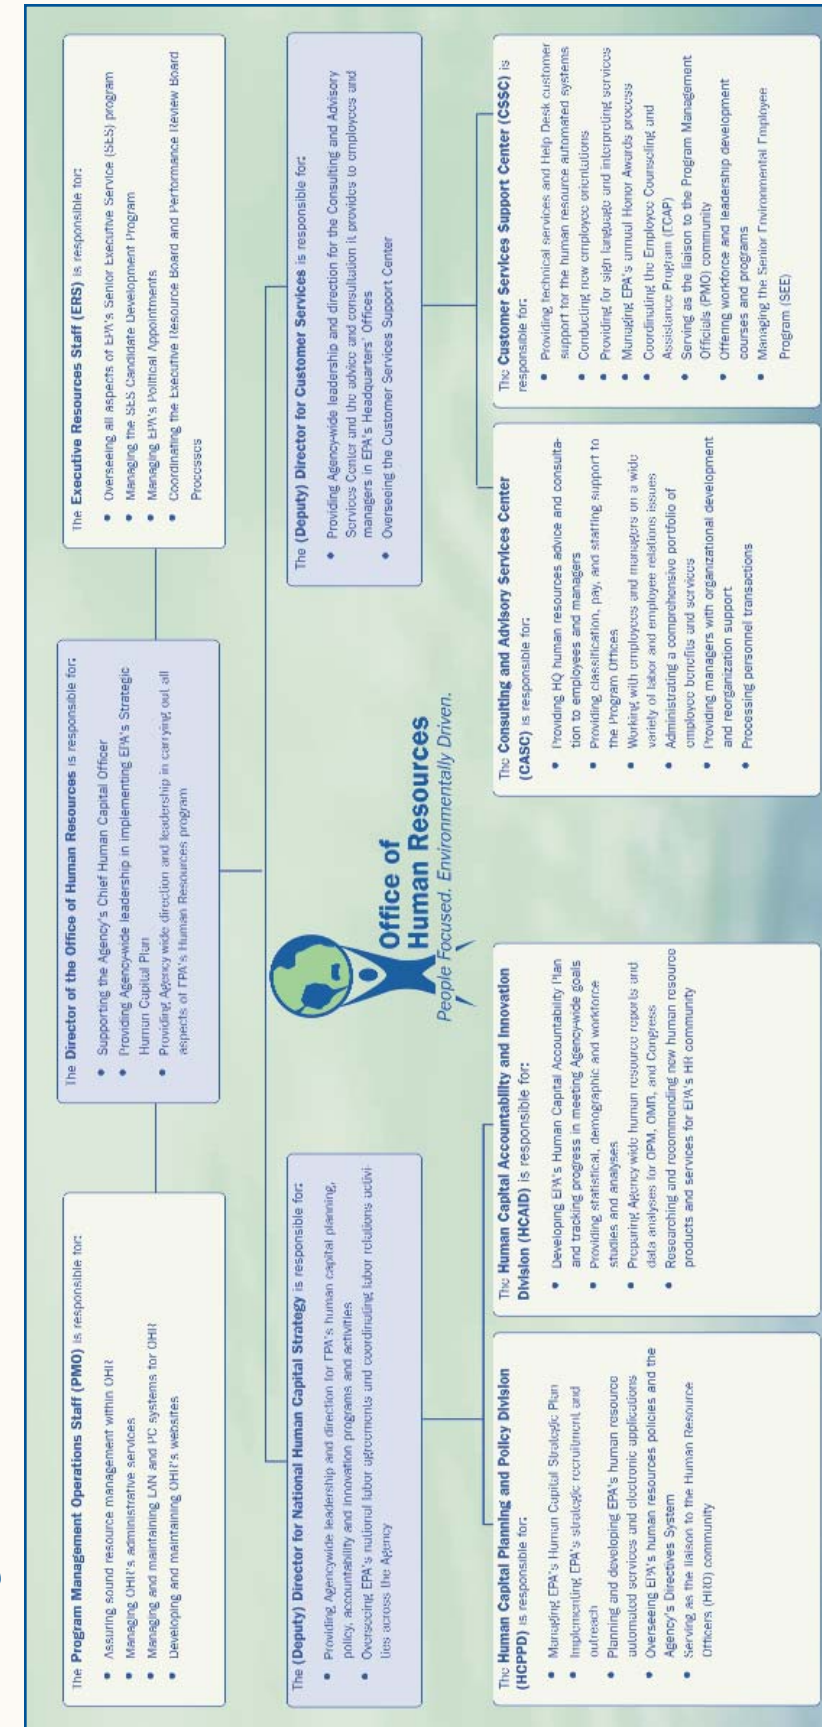 The Program Management Operations Staff (PMO) is responsible for:
• Assuring sound resource management within OHR
• Managing OHR's administrative services
• Managing and maintaining LAN and PC systems for OHR
• Developing and maintaining OHR's websites
The Director of the Office of Human Resources is responsible for:
• Supporting the Agency's Chief Human Capital Officer
• Providing Agency-wide leadership in implementing EPA's Strategic
Human Capital Plan
• Providing Agency wide direction and leadership in carrying out all
aspects of EPA's Human Resources program
The Executive Resources Staff (ERS) is responsible for:
• Overseeing all aspects of EPA's Senior Executive Service (SES) program
• Managing the SES Candidate Development Program
• Managing EPA's Political Appointments
• Coordinating the Executive Resource Board and Performance Review Board
Processes
The (Deputy) Director for National Human Capital Strategy is responsible for:
• Providing Agencywide leadership and direction for EPA's human capital planning,
policy, accountability and innovation programs and activities
• Overseeing EPA's national labor agreements and coordinating labor relations activi-
ties across the Agency
The (Deputy) Director for Customer Services is responsible for:
• Providing Agency-wide leadership and direction for the Consulting and Advisory
Services Center and the advice and consultation it provides to employees and
managers in EPA's Headquarters' Offices
• Overseeing the Customer Services Support Center
Office of
Human Resources
People Focused. Environmentally Driven.
The Human Capital Planning and Policy Division
(HCPPD) is responsible for:
• Managing EPA's Human Capital Strategic Plan
• Implementing EPA's strategic recruitment and
outreach
• Planning and developing EPA's human resource
automated services and electronic applications
• Overseeing EPA's human resources policies and the
Agency's Directives System
• Serving as the liaison to the Human Resource
Officers (HRO) community
The Human Capital Accountability and Innovation
Division (HCAID) is responsible for:
• Developing EPA's Human Capital Accountability Plan
and tracking progress in meeting Agency-wide goals
• Providing statistical, demographic and workforce
studies and analyses
• Preparing Agency wide human resource reports and
data analyses for OPM, OMB, and Congress
• Researching and recommending new human resource
products and services for EPA's HR community
The Consulting and Advisory Services Center
(CASC) is responsible for:
• Providing HQ human resources advice and consulta-
tion to employees and managers
• Providing classification, pay, and staffing support to
the Program Offices
• Working with employees and managers on a wide
variety of labor and employee relations issues
• Administrating a comprehensive portfolio of
employee benefits and services
• Providing managers with organizational development
and reorganization support
• Processing personnel transactions
The Customer Services Support Center (CSSC) is
responsible for:
• Providing technical services and Help Desk customer
support for the human resource automated systems
• Conducting new employee orientations
• Providing for sign language and interpreting services
• Managing EPA's annual Honor Awards process
• Coordinating the Employee Counseling and
Assistance Program (ECAP)
• Serving as the liaison to the Program Management
Officials (PMO) community
• Offering workforce and leadership development
courses and programs
• Managing the Senior Environmental Employee
Program (SEE)